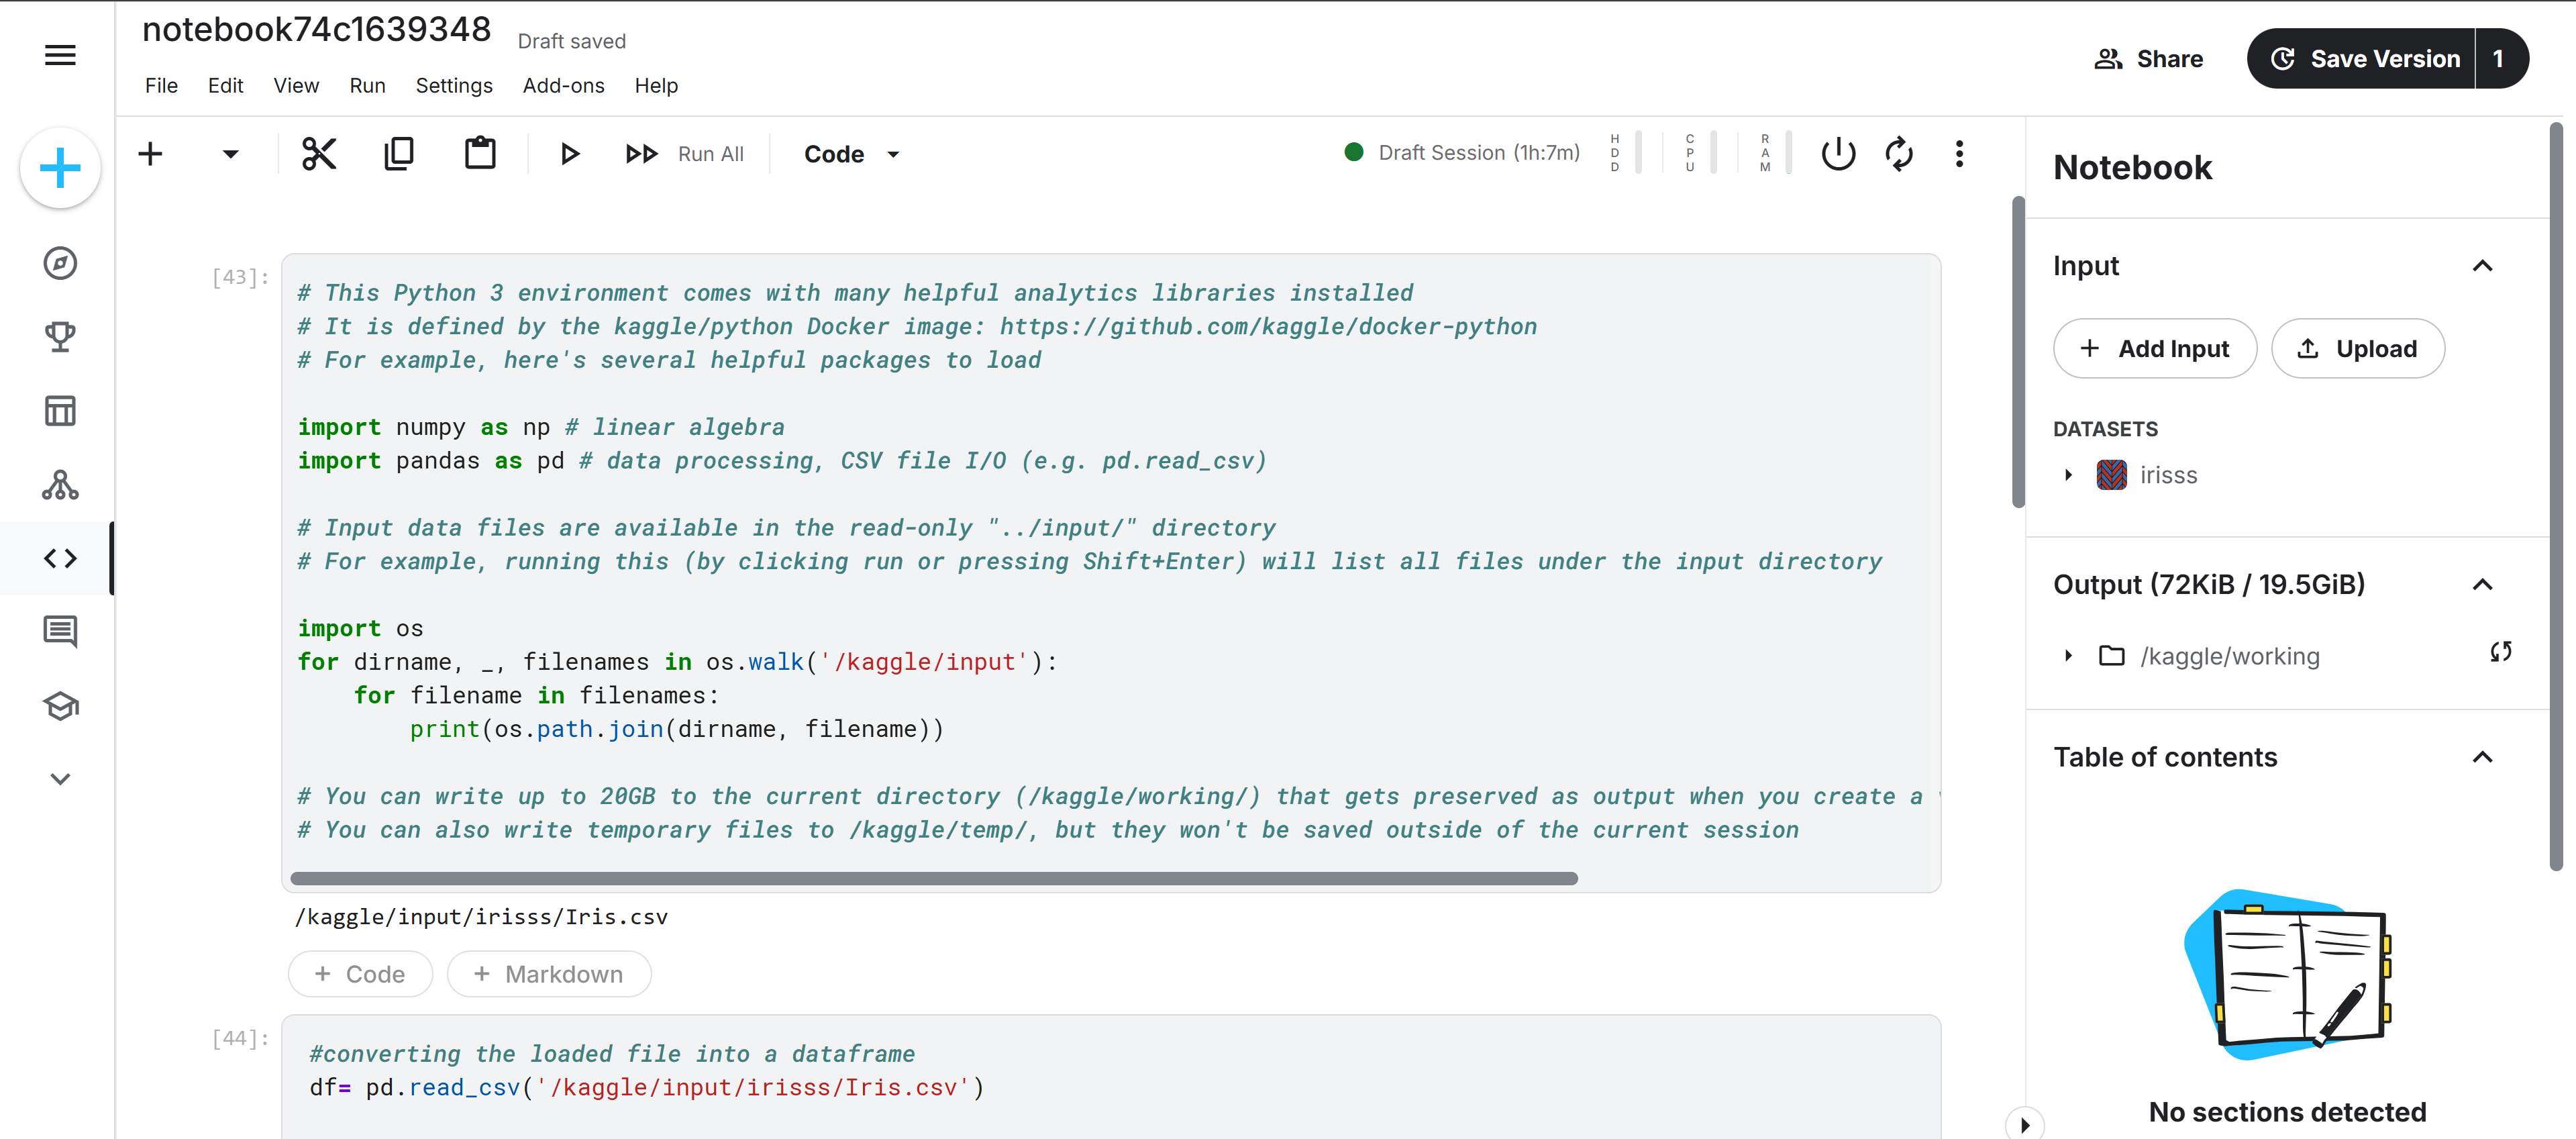 notebook74c1639348 Draft saved
File Edit View Run Settings Add-ons Help
Share
Save Version 1
Run All
Code
Draft Session (1h:7m)
HDD
CPU
RAM
[43]:
# This Python 3 environment comes with many helpful analytics libraries installed
# It is defined by the kaggle/python Docker image: https://github.com/kaggle/docker-python
# For example, here's several helpful packages to load
import numpy as np # linear algebra
import pandas as pd # data processing, CSV file I/O (e.g. pd.read_csv)
# Input data files are available in the read-only "../input/" directory
# For example, running this (by clicking run or pressing Shift+Enter) will list all files under the input directory
import os
for dirname, _, filenames in os.walk('/kaggle/input'):
    for filename in filenames:
        print(os.path.join(dirname, filename))
# You can write up to 20GB to the current directory (/kaggle/working/) that gets preserved as output when you create a
# You can also write temporary files to /kaggle/temp/, but they won't be saved outside of the current session
/kaggle/input/irisss/Iris.csv
+ Code
+ Markdown
[44]:
#converting the loaded file into a dataframe
df= pd.read_csv('/kaggle/input/irisss/Iris.csv')
Notebook
Input
+ Add Input
Upload
DATASETS
irisss
Output (72KiB / 19.5GiB)
/kaggle/working
Table of contents
No sections detected